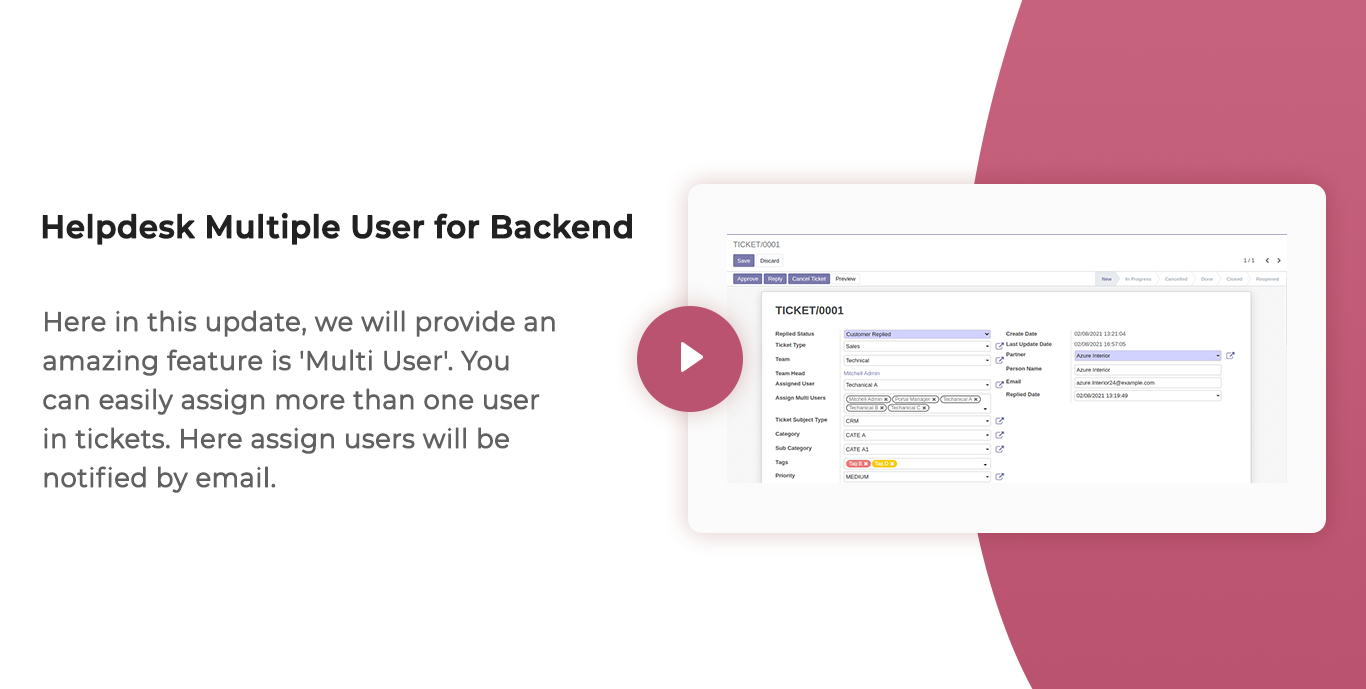 Helpdesk Multiple User for Backend
Here in this update, we will provide an
amazing feature is 'Multi User'. You
can easily assign more than one user
in tickets. Here assign users will be
notified by email.
TICKET/0001
Save Discard
1 / 1
Approve Reply Cancel Ticket Preview
New In Progress Cancelled Done Closed Reopened
TICKET/0001
Replied Status Customer Replied
Ticket Type Sales
Team Technical
Team Head Mitchell Admin
Assigned User Techanical A
Assign Multi Users Mitchell Admin Portal Manager Techanical A
Techanical B Techanical C
Ticket Subject Type CRM
Category CATE A
Sub Category CATE A1
Tags Tag B Tag D
Priority MEDIUM
Create Date 02/08/2021 13:21:04
Last Update Date 02/08/2021 16:57:05
Partner Azure Interior
Person Name Azure Interior
Email azure.Interior24@example.com
Replied Date 02/08/2021 13:19:49